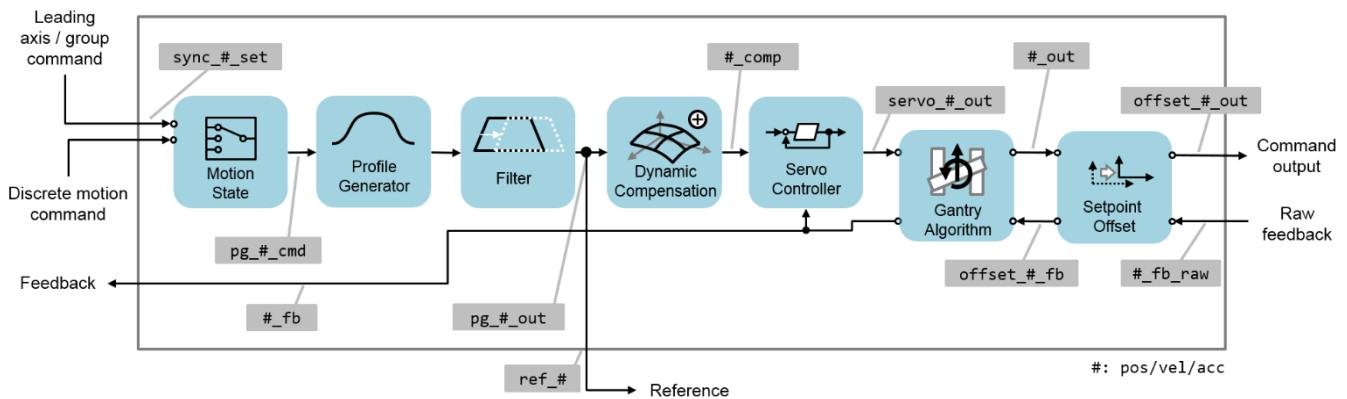 Leading
axis / group
command
sync_#_set
#_comp
#_out
servo_#_out
offset_#_out
Motion
State
Profile
Generator
Filter
Dynamic
Compensation
Servo
Controller
Gantry
Algorithm
Setpoint
Offset
Command
output
Discrete motion
command
Raw
feedback
pg_#_cmd
offset_#_fb
#_fb_raw
Feedback
#_fb
pg_#_out
#: pos/vel/acc
ref_#
Reference